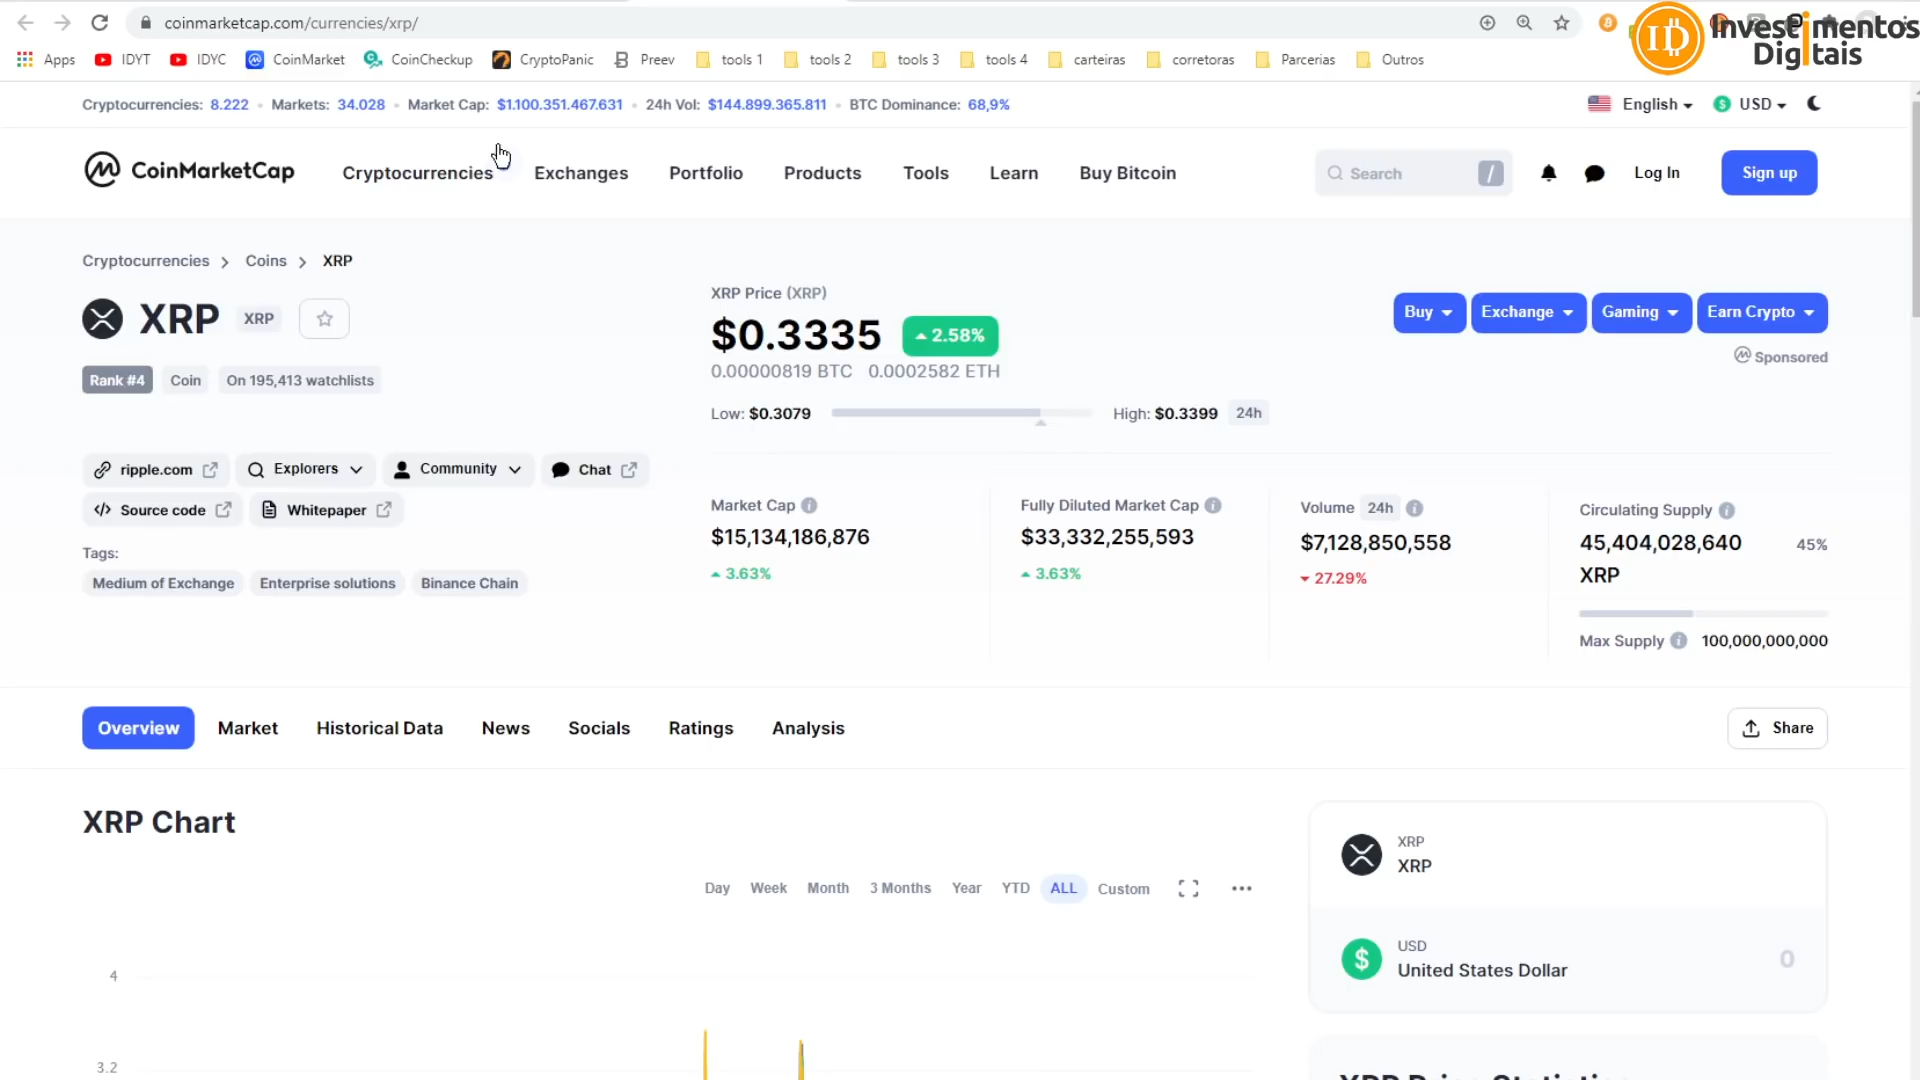 coinmarketcap.com/currencies/xrp/
Investimentos
Digitais
ID
Apps IDYT IDYC CoinMarket CoinCheckup CryptoPanic Preev tools 1 tools 2 tools 3 tools 4 carteiras corretoras Parcerias Outros
Cryptocurrencies: 8.222 • Markets: 34.028 • Market Cap: $1.100.351.467.631 • 24h Vol: $144.899.365.811 • BTC Dominance: 68,9%
English USD
CoinMarketCap Cryptocurrencies Exchanges Portfolio Products Tools Learn Buy Bitcoin Search / Log In Sign up
Cryptocurrencies > Coins > XRP
XRP XRP
Rank #4 Coin On 195,413 watchlists
ripple.com Explorers Community Chat
Source code Whitepaper
Tags:
Medium of Exchange Enterprise solutions Binance Chain
XRP Price (XRP)
$0.3335 2.58%
0.00000819 BTC 0.0002582 ETH
Low: $0.3079 High: $0.3399 24h
Buy Exchange Gaming Earn Crypto
Sponsored
Market Cap
$15,134,186,876
3.63%
Fully Diluted Market Cap
$33,332,255,593
3.63%
Volume 24h
$7,128,850,558
27.29%
Circulating Supply
45,404,028,640 45%
XRP
Max Supply 100,000,000,000
Overview Market Historical Data News Socials Ratings Analysis Share
XRP Chart
Day Week Month 3 Months Year YTD ALL Custom
4
3.2
XRP
XRP
USD
United States Dollar 0
XRP Price Statistics